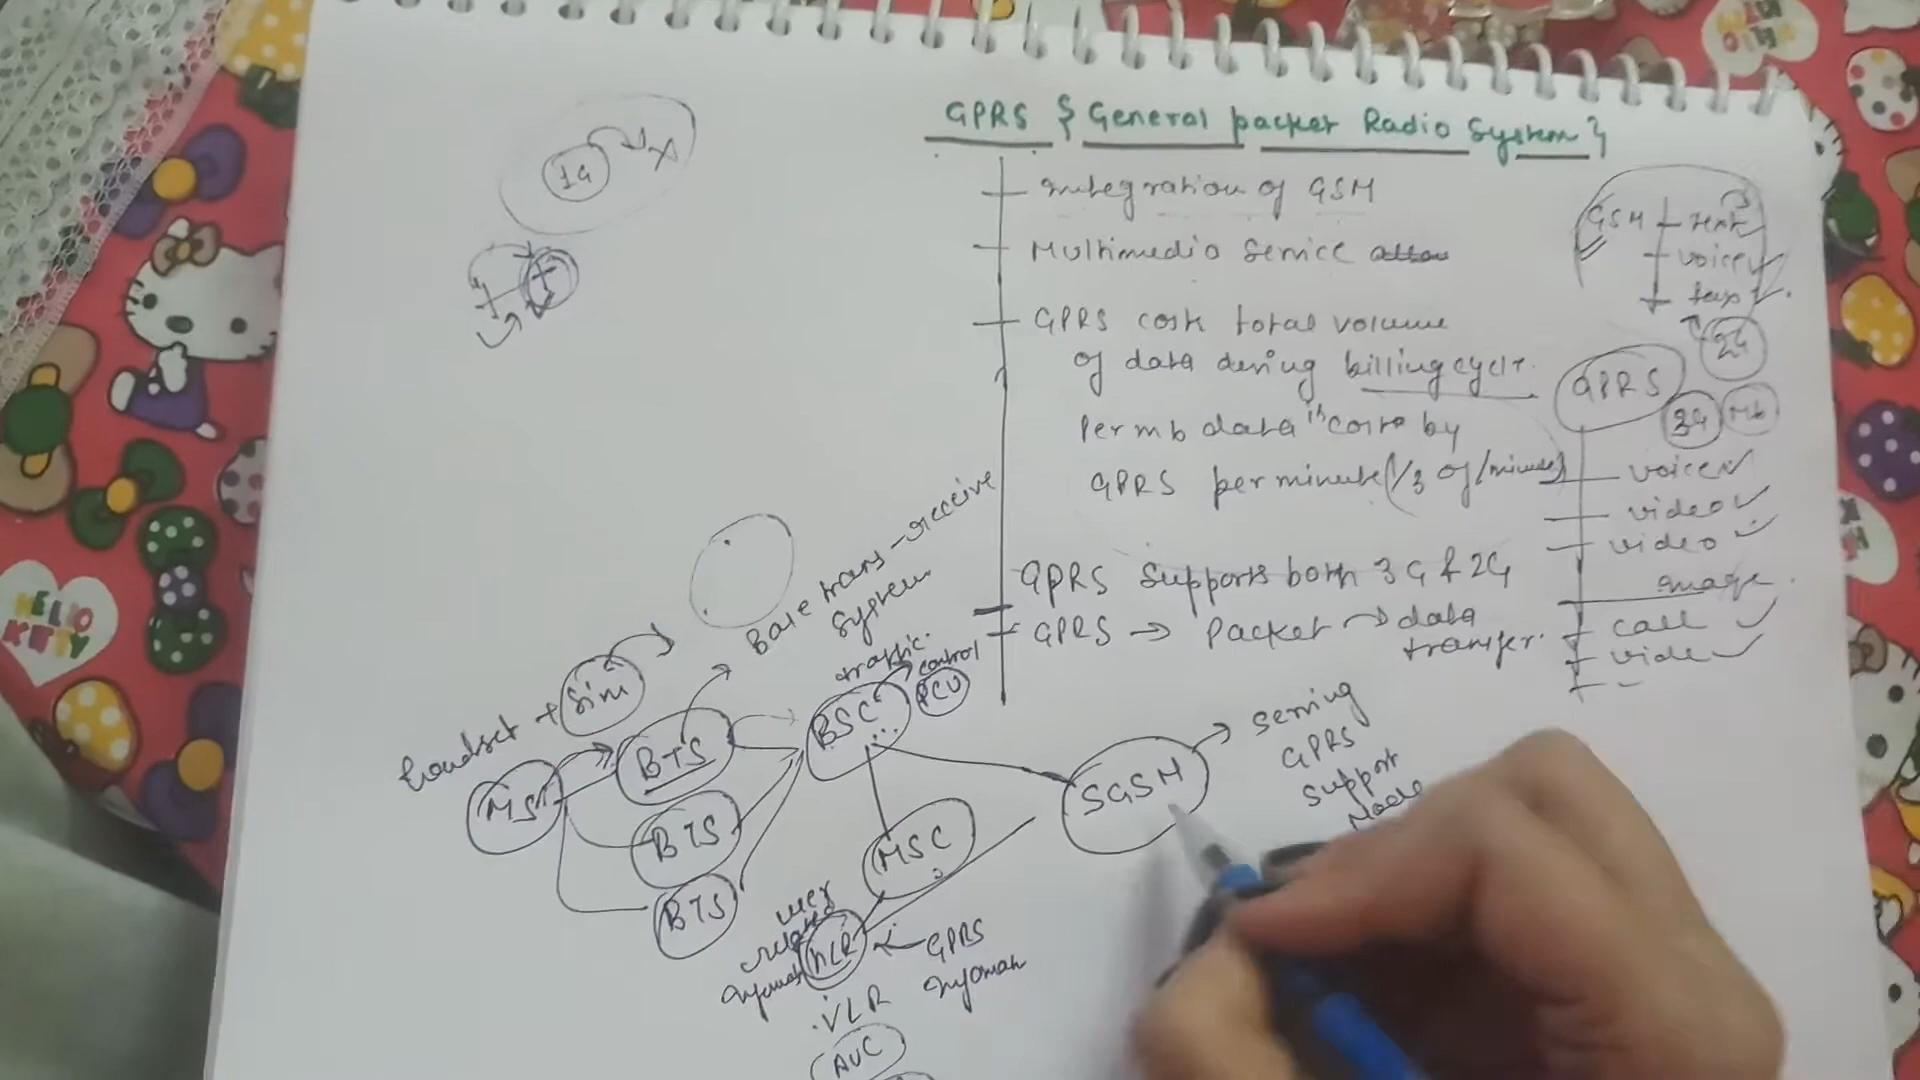 GPRS { General packet Radio System }
integration of GSM
Multimedia Service
GPRS cost total volume
of data during billing cycle.
per mb data is cost by
GPRS per minute (1/3 of /minute)
GPRS Supports both 3G & 2G
GPRS → Packet → data
transfer.
GSM
text
voice
fax
2G
GPRS
3G
Mb
voice
video
video
image
call
video
1G
X
handset + Sim
MS
BTS
BTS
BTS
Base trans - receive
System
traffic.
control
BSC
PCU
MSC
user
related
HLR
GPRS
VLR
AUC
SGSN
Serving
GPRS
Support
Node
HELLO
KITTY